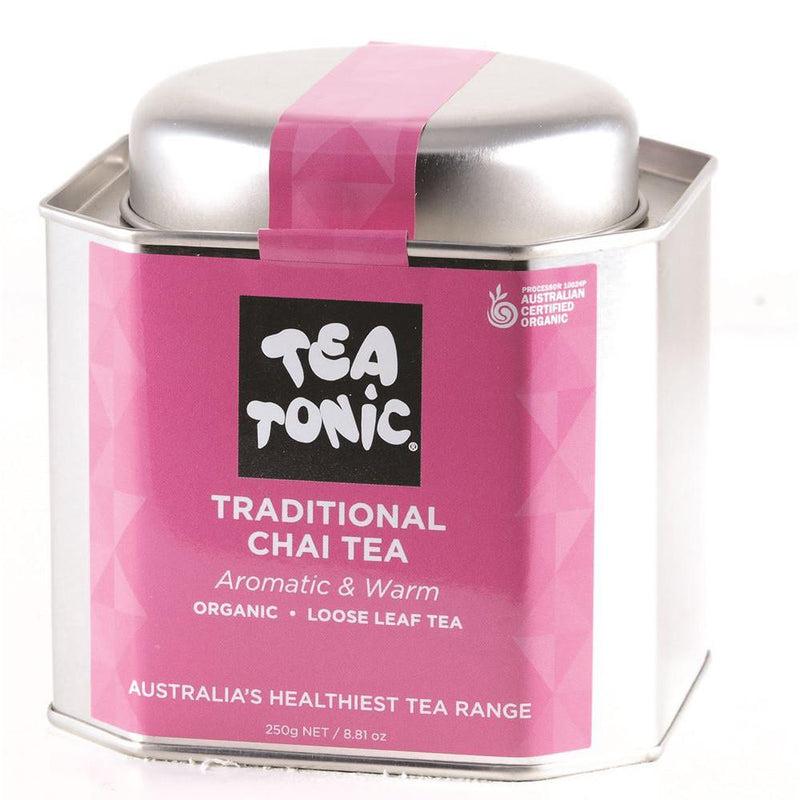 PROCESSOR 10024P
AUSTRALIAN
CERTIFIED
ORGANIC
TEA
TONIC®
TRADITIONAL
CHAI TEA
Aromatic & Warm
ORGANIC • LOOSE LEAF TEA
AUSTRALIA'S HEALTHIEST TEA RANGE
250g NET / 8.81 oz